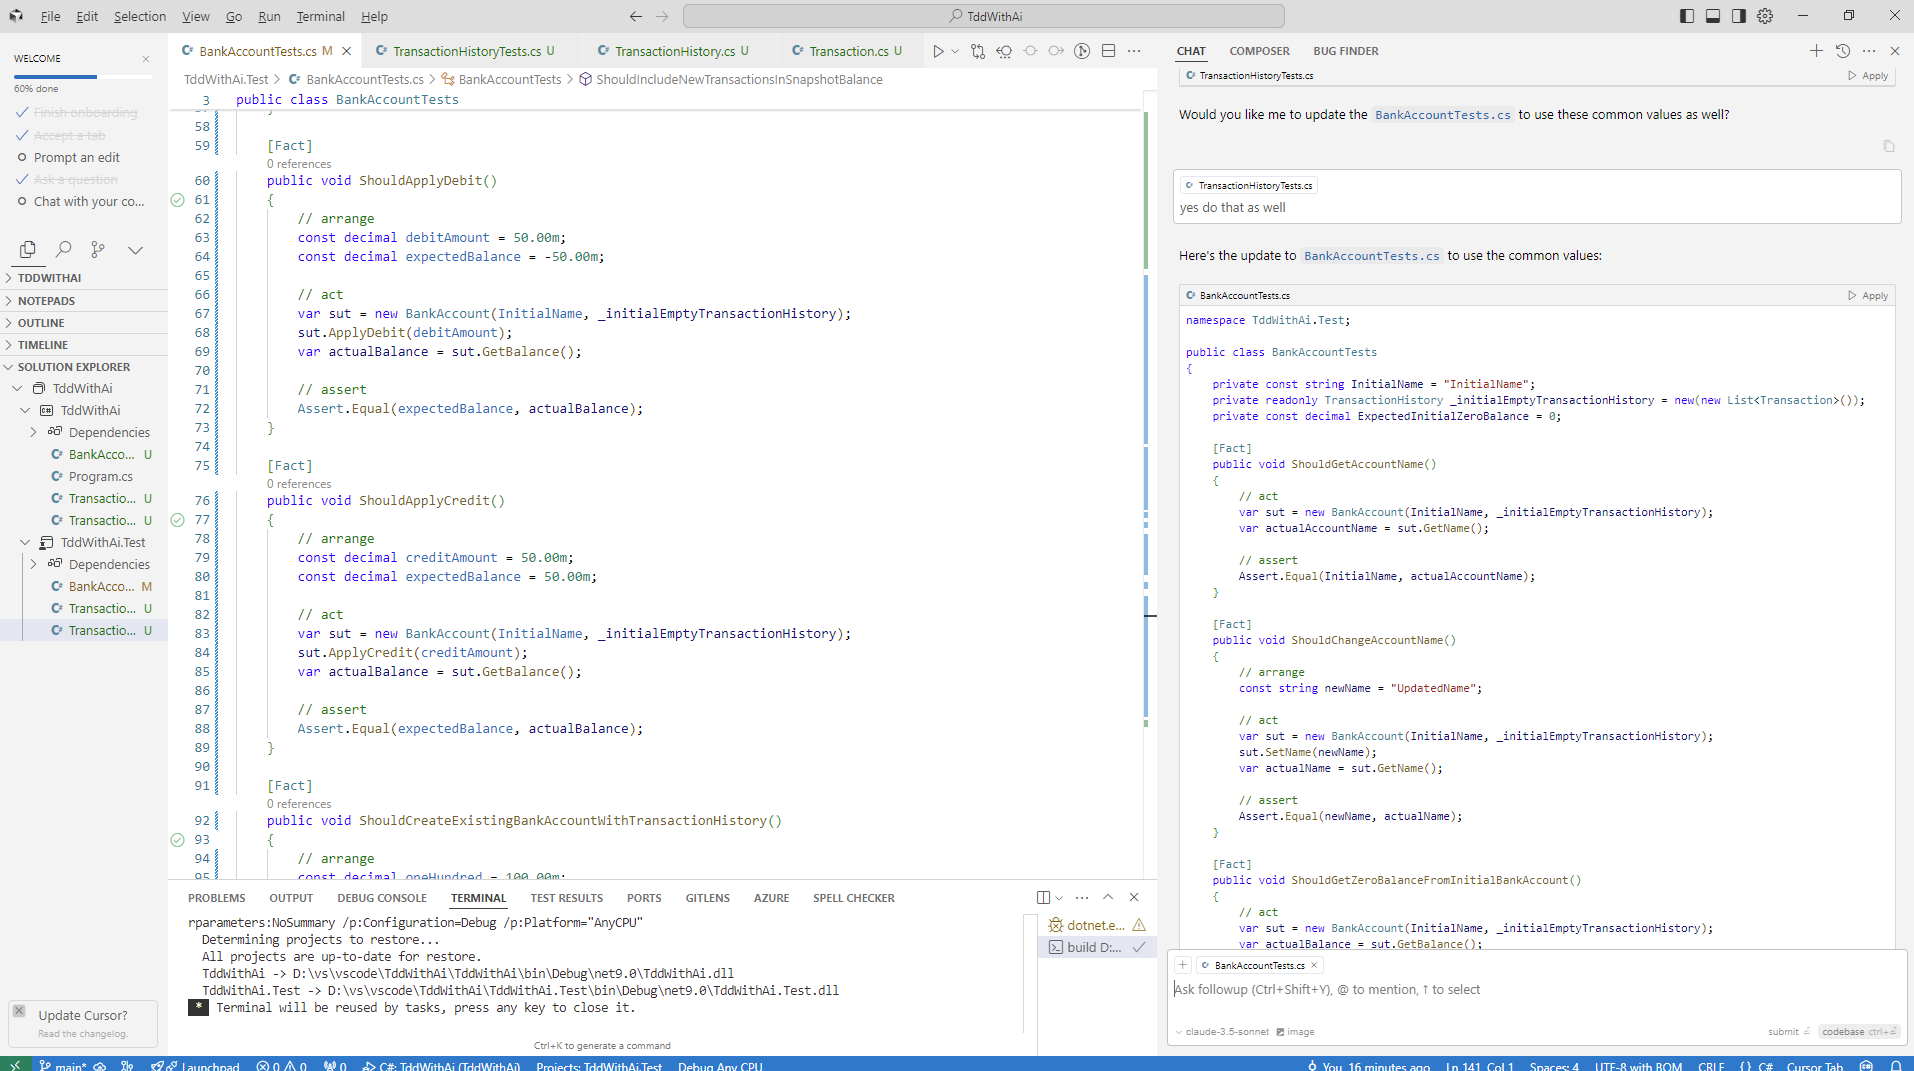 File Edit Selection View Go Run Terminal Help
TddWithAi
WELCOME
60% done
Finish onboarding
Accept a tab
Prompt an edit
Ask a question
Chat with your co...
TDDWITHAI
NOTEPADS
OUTLINE
TIMELINE
SOLUTION EXPLORER
TddWithAi
TddWithAi
Dependencies
BankAcco... U
Program.cs
Transactio... U
Transactio... U
TddWithAi.Test
Dependencies
BankAcco... M
Transactio... U
Transactio... U
Update Cursor?
Read the changelog.
BankAccountTests.cs M
TransactionHistoryTests.cs U
TransactionHistory.cs U
Transaction.cs U
TddWithAi.Test > BankAccountTests.cs > BankAccountTests > ShouldIncludeNewTransactionsInSnapshotBalance
3 public class BankAccountTests
57 }
58
59 [Fact]
0 references
60 public void ShouldApplyDebit()
61 {
62 // arrange
63 const decimal debitAmount = 50.00m;
64 const decimal expectedBalance = -50.00m;
65
66 // act
67 var sut = new BankAccount(InitialName, _initialEmptyTransactionHistory);
68 sut.ApplyDebit(debitAmount);
69 var actualBalance = sut.GetBalance();
70
71 // assert
72 Assert.Equal(expectedBalance, actualBalance);
73 }
74
75 [Fact]
0 references
76 public void ShouldApplyCredit()
77 {
78 // arrange
79 const decimal creditAmount = 50.00m;
80 const decimal expectedBalance = 50.00m;
81
82 // act
83 var sut = new BankAccount(InitialName, _initialEmptyTransactionHistory);
84 sut.ApplyCredit(creditAmount);
85 var actualBalance = sut.GetBalance();
86
87 // assert
88 Assert.Equal(expectedBalance, actualBalance);
89 }
90
91 [Fact]
0 references
92 public void ShouldCreateExistingBankAccountWithTransactionHistory()
93 {
94 // arrange
95 const decimal oneHundred = 100.00m;
PROBLEMS OUTPUT DEBUG CONSOLE TERMINAL TEST RESULTS PORTS GITLENS AZURE SPELL CHECKER
rparameters:NoSummary /p:Configuration=Debug /p:Platform="AnyCPU"
Determining projects to restore...
All projects are up-to-date for restore.
TddWithAi -> D:\vs\vscode\TddWithAi\TddWithAi\bin\Debug\net9.0\TddWithAi.dll
TddWithAi.Test -> D:\vs\vscode\TddWithAi\TddWithAi.Test\bin\Debug\net9.0\TddWithAi.Test.dll
* Terminal will be reused by tasks, press any key to close it.
Ctrl+K to generate a command
dotnet.e...
build D:...
CHAT COMPOSER BUG FINDER
TransactionHistoryTests.cs Apply
Would you like me to update the BankAccountTests.cs to use these common values as well?
TransactionHistoryTests.cs
yes do that as well
Here's the update to BankAccountTests.cs to use the common values:
BankAccountTests.cs Apply
namespace TddWithAi.Test;
public class BankAccountTests
{
private const string InitialName = "InitialName";
private readonly TransactionHistory _initialEmptyTransactionHistory = new(new List<Transaction>());
private const decimal ExpectedInitialZeroBalance = 0;
[Fact]
public void ShouldGetAccountName()
{
// act
var sut = new BankAccount(InitialName, _initialEmptyTransactionHistory);
var actualAccountName = sut.GetName();
// assert
Assert.Equal(InitialName, actualAccountName);
}
[Fact]
public void ShouldChangeAccountName()
{
// arrange
const string newName = "UpdatedName";
// act
var sut = new BankAccount(InitialName, _initialEmptyTransactionHistory);
sut.SetName(newName);
var actualName = sut.GetName();
// assert
Assert.Equal(newName, actualName);
}
[Fact]
public void ShouldGetZeroBalanceFromInitialBankAccount()
{
// act
var sut = new BankAccount(InitialName, _initialEmptyTransactionHistory);
var actualBalance = sut.GetBalance();
BankAccountTests.cs
Ask followup (Ctrl+Shift+Y), @ to mention, ↑ to select
claude-3.5-sonnet image submit codebase ctrl+
main* Launchpad 0 0 0 C#: TddWithAi (TddWithAi) Projects: TddWithAi.Test Debug Any CPU You, 16 minutes ago Ln 141, Col 1 Spaces: 4 UTF-8 with BOM CRLF {} C# Cursor Tab